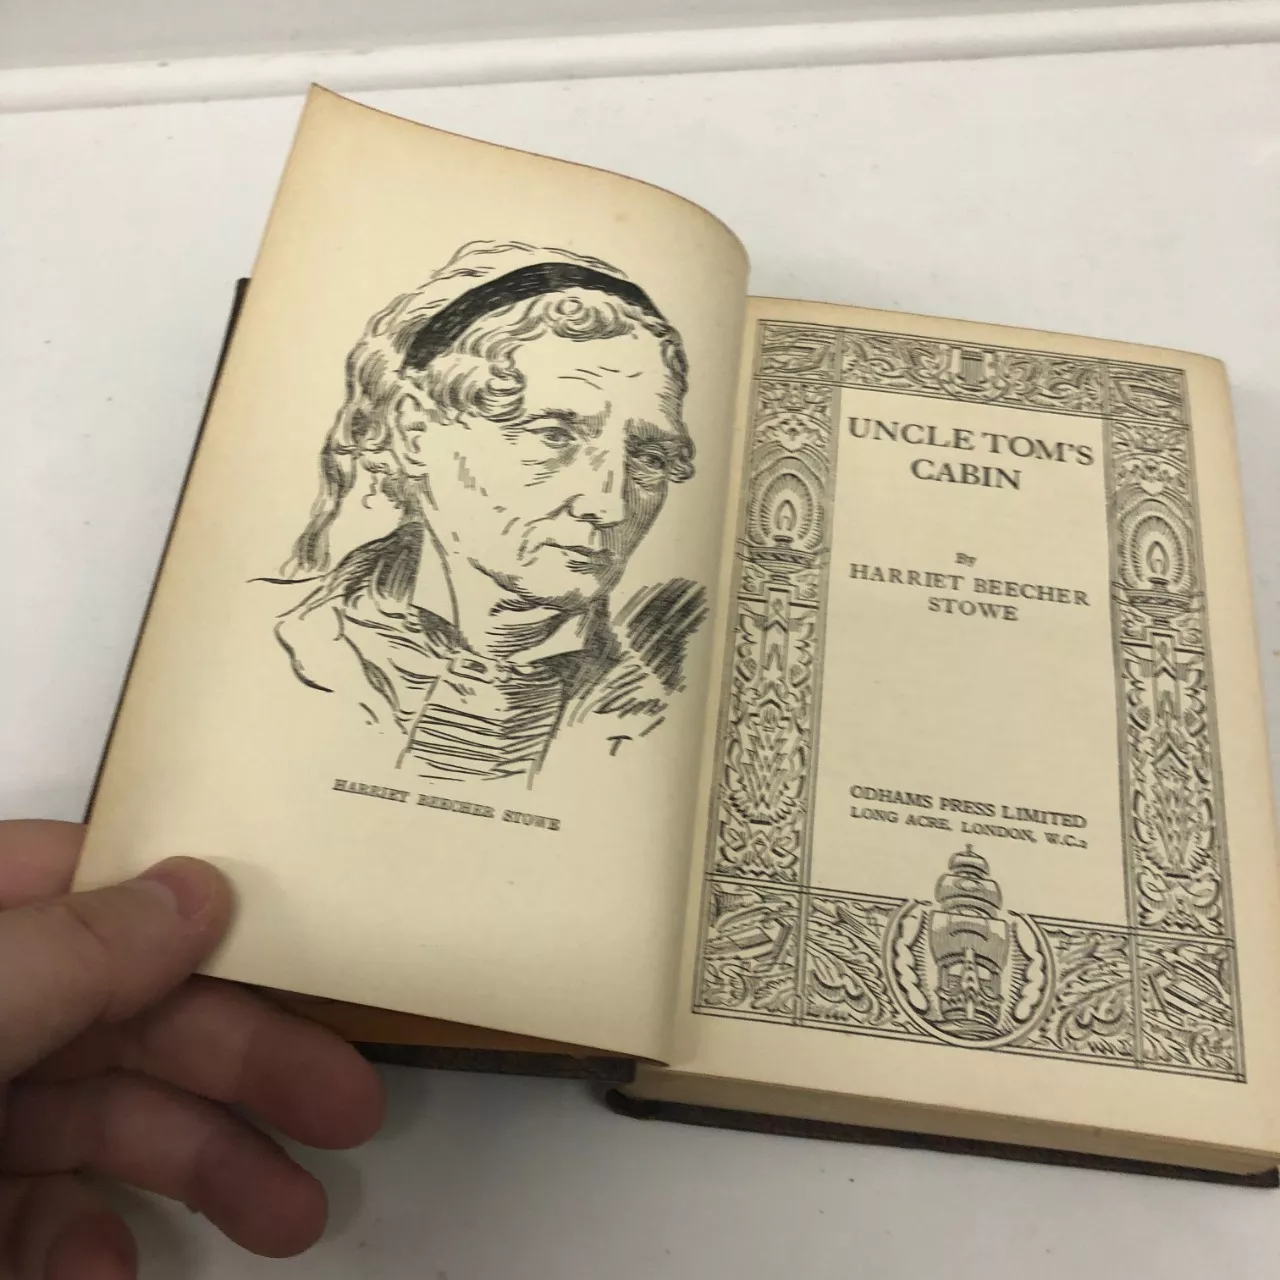 HARRIET BEECHER STOWE
T
UNCLE TOM'S
CABIN
By
HARRIET BEECHER
STOWE
ODHAMS PRESS LIMITED
LONG ACRE, LONDON, W.C.2